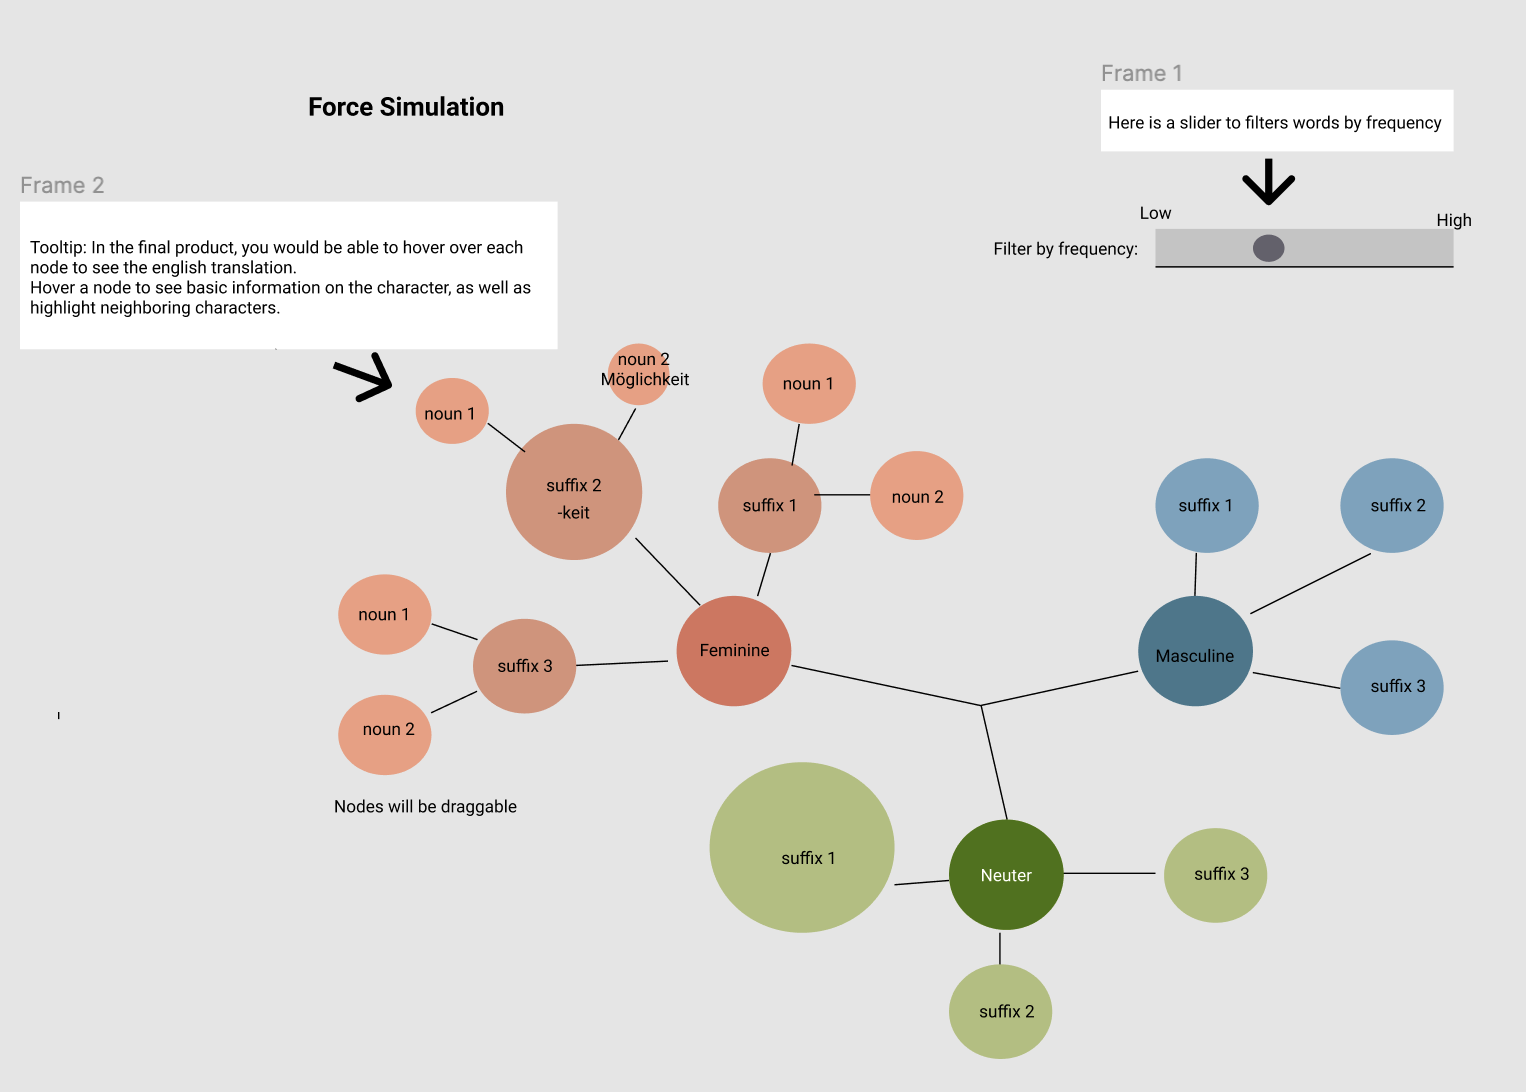 Frame 1
Force Simulation
Here is a slider to filters words by frequency
Frame 2
Low
High
Tooltip: In the final product, you would be able to hover over each
node to see the english translation.
Hover a node to see basic information on the character, as well as
highlight neighboring characters.
Filter by frequency:
noun 2
Möglichkeit
noun 1
noun 1
suffix 2
-keit
suffix 1
noun 2
suffix 1
suffix 2
noun 1
suffix 3
Feminine
Masculine
suffix 3
noun 2
Nodes will be draggable
suffix 1
Neuter
suffix 3
suffix 2